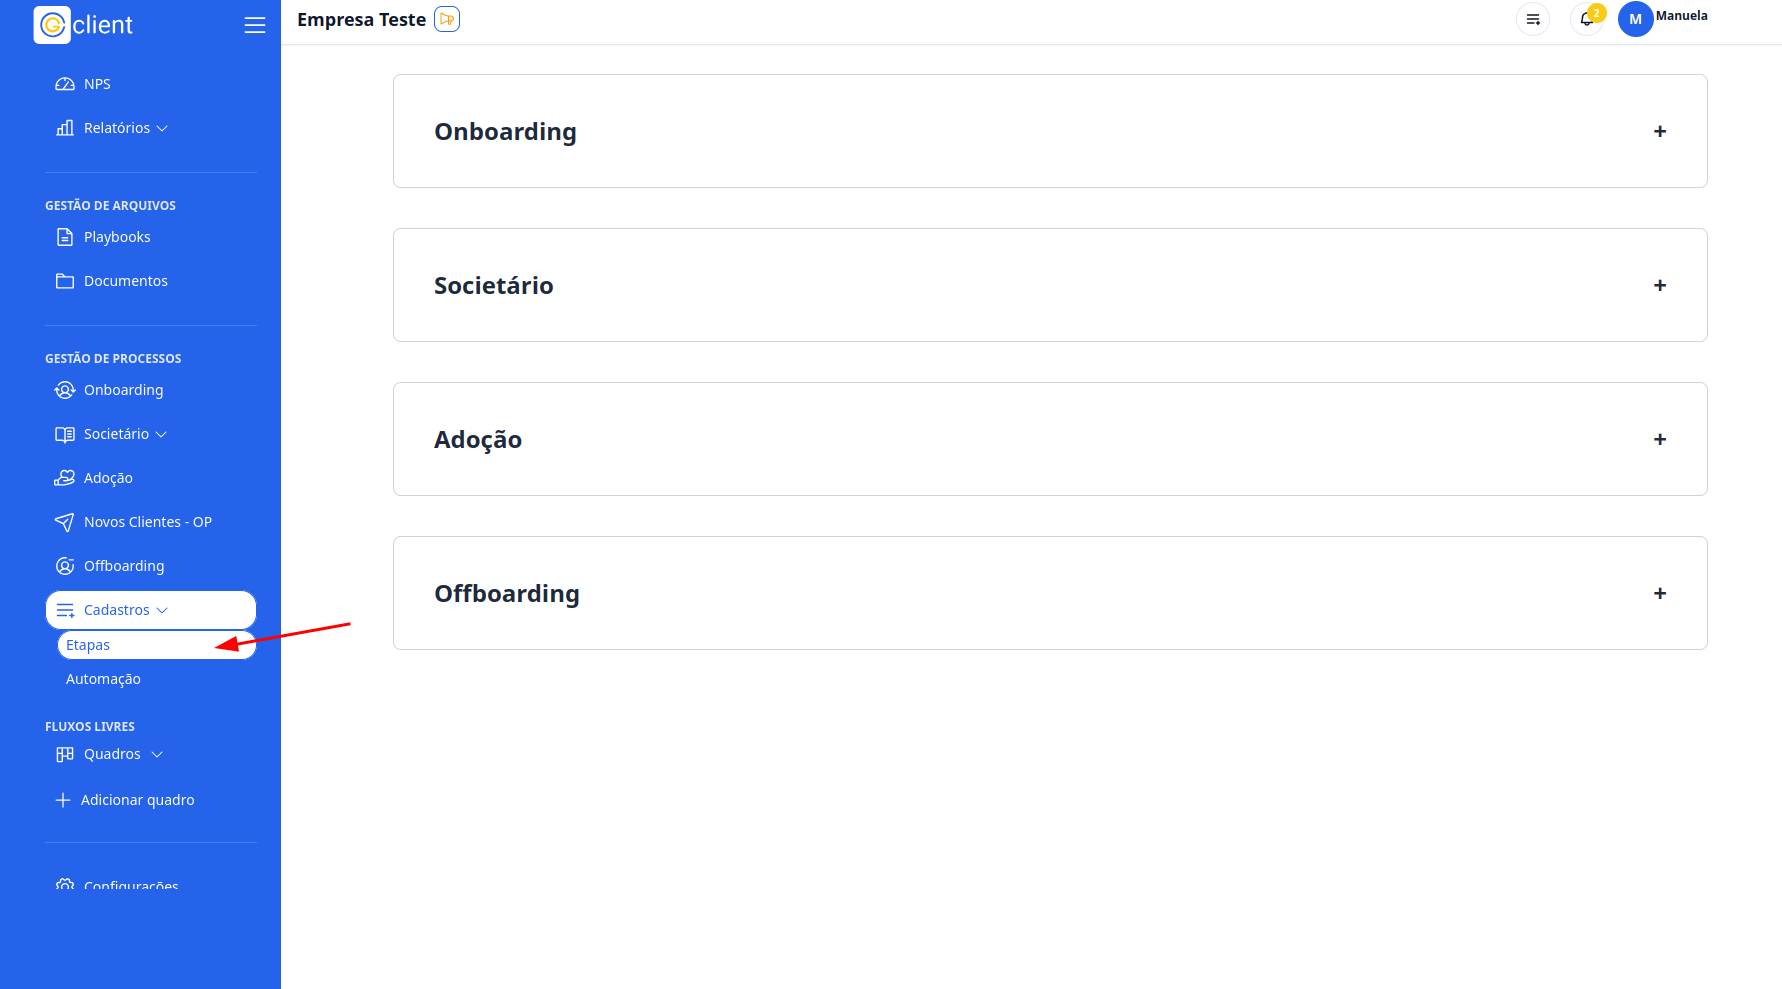 Gclient
NPS
Relatórios
GESTÃO DE ARQUIVOS
Playbooks
Documentos
GESTÃO DE PROCESSOS
Onboarding
Societário
Adoção
Novos Clientes - OP
Offboarding
Cadastros
Etapas
Automação
FLUXOS LIVRES
Quadros
Adicionar quadro
Configurações
Empresa Teste
2
M
Manuela
Onboarding
+
Societário
+
Adoção
+
Offboarding
+